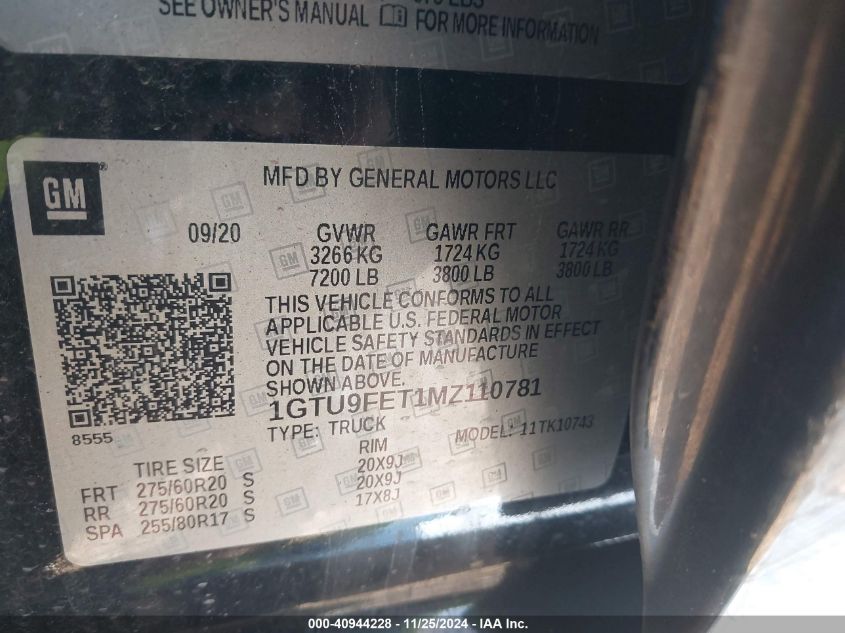 SEE OWNER'S MANUAL FOR MORE INFORMATION
GM
MFD BY GENERAL MOTORS LLC
09/20 GVWR GAWR FRT GAWR RR
3266 KG 1724 KG 1724 KG
7200 LB 3800 LB 3800 LB
THIS VEHICLE CONFORMS TO ALL
APPLICABLE U.S. FEDERAL MOTOR
VEHICLE SAFETY STANDARDS IN EFFECT
ON THE DATE OF MANUFACTURE
SHOWN ABOVE.
1GTU9FET1MZ110781
8555
TYPE: TRUCK MODEL: 11TK10743
TIRE SIZE RIM
FRT 275/60R20 S 20X9J
RR 275/60R20 S 20X9J
SPA 255/80R17 S 17X8J
000-40944228 - 11/25/2024 - IAA, Inc.